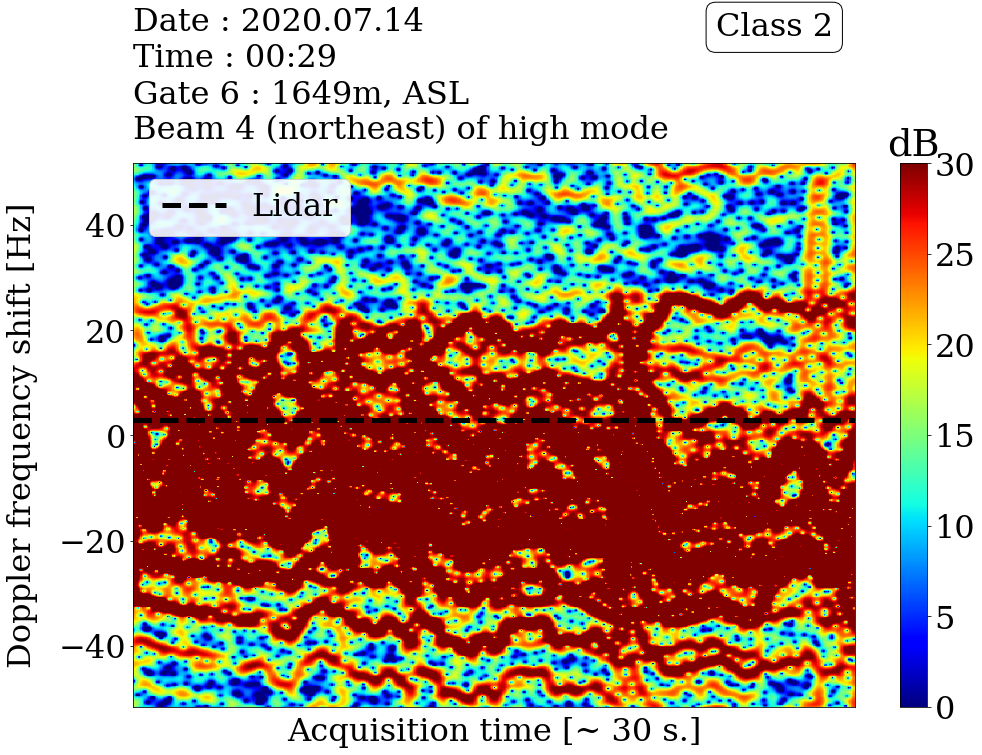 Date : 2020.07.14
Time : 00:29
Gate 6 : 1649m, ASL
Beam 4 (northeast) of high mode
Class 2
dB
Lidar
Doppler frequency shift [Hz]
40
20
0
−20
−40
30
25
20
15
10
5
0
Acquisition time [~ 30 s.]